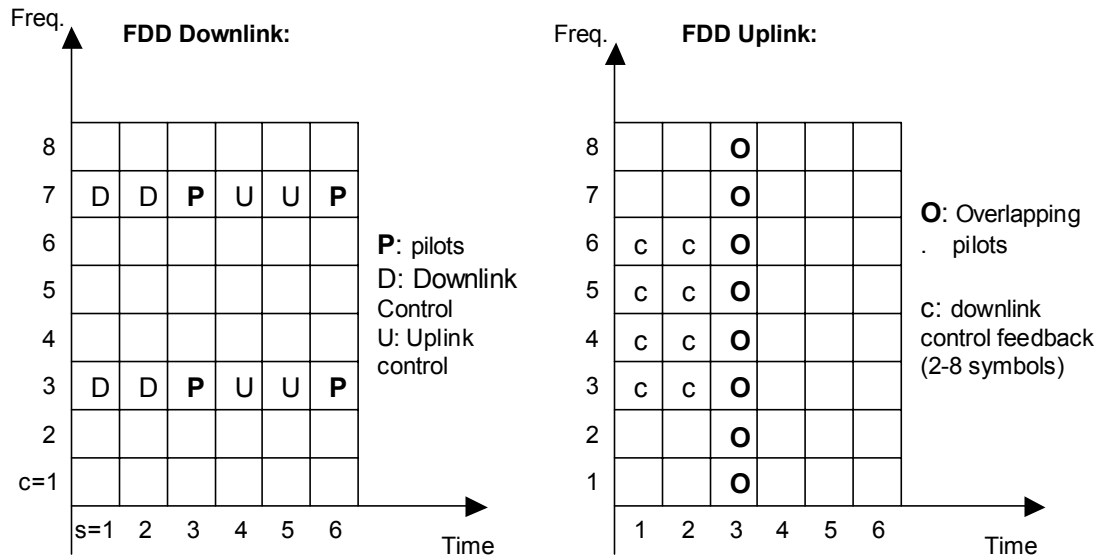 Freq.
FDD Downlink:
8
7 D D P U U P
6
5
4
3 D D P U U P
2
c=1
s=1 2 3 4 5 6
Time
P: pilots
D: Downlink
Control
U: Uplink
control
Freq.
FDD Uplink:
8 O
7 O
6 c c O
5 c c O
4 c c O
3 c c O
2 O
1 O
1 2 3 4 5 6
Time
O: Overlapping
. pilots
c: downlink
control feedback
(2-8 symbols)